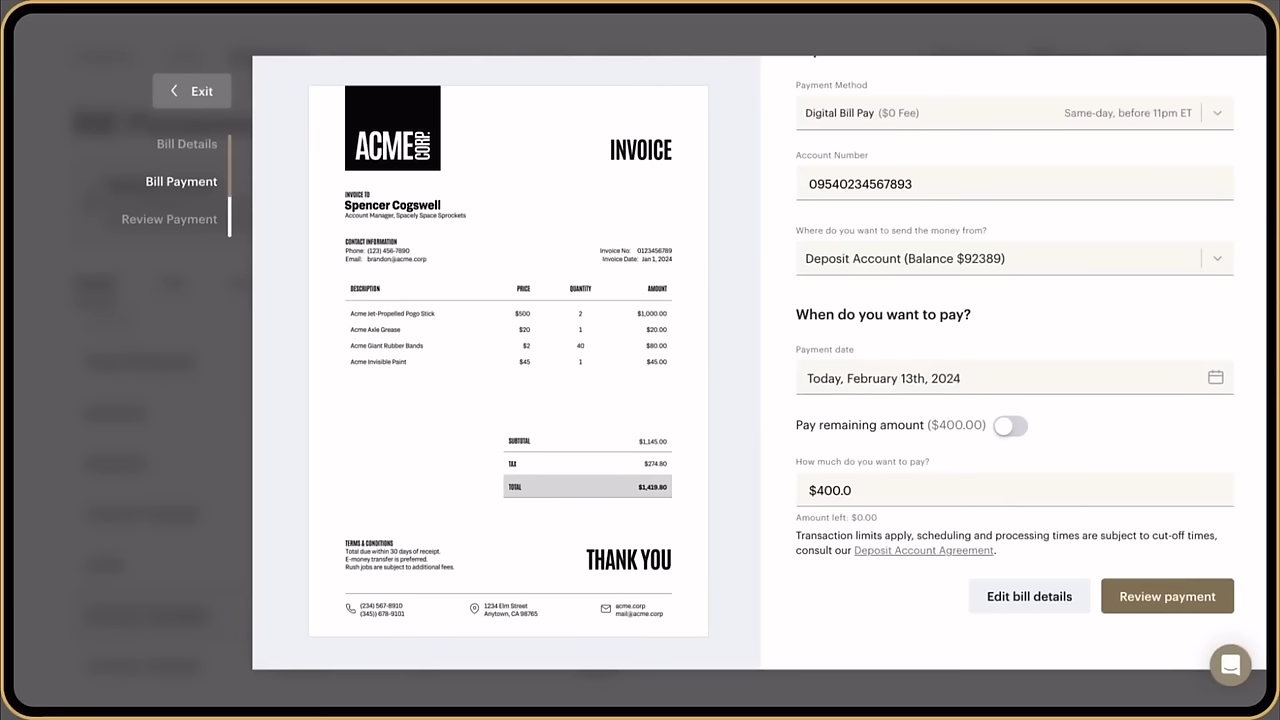 Exit
Bill Details
Bill Payment
Review Payment
ACME CORP.
INVOICE
INVOICE TO
Spencer Cogswell
Account Manager, Spacely Space Sprockets
CONTACT INFORMATION
Phone: (123) 456-7890
Email: brandon@acme.corp
Invoice No: 0123456789
Invoice Date: Jan 1, 2024
DESCRIPTION PRICE QUANTITY AMOUNT
Acme Jet-Propelled Pogo Stick $500 2 $1,000.00
Acme Axle Grease $20 1 $20.00
Acme Giant Rubber Bands $2 40 $80.00
Acme Invisible Paint $45 1 $45.00
SUBTOTAL $1,145.00
TAX $274.80
TOTAL $1,419.80
TERMS & CONDITIONS
Total due within 30 days of receipt.
E-money transfer is preferred.
Rush jobs are subject to additional fees.
THANK YOU
(234) 567-8910
(345)) 678-9101
1234 Elm Street
Anytown, CA 98765
acme.corp
mail@acme.corp
Payment Method
Digital Bill Pay ($0 Fee) Same-day, before 11pm ET
Account Number
09540234567893
Where do you want to send the money from?
Deposit Account (Balance $92389)
When do you want to pay?
Payment date
Today, February 13th, 2024
Pay remaining amount ($400.00)
How much do you want to pay?
$400.0
Amount left: $0.00
Transaction limits apply, scheduling and processing times are subject to cut-off times,
consult our Deposit Account Agreement.
Edit bill details
Review payment